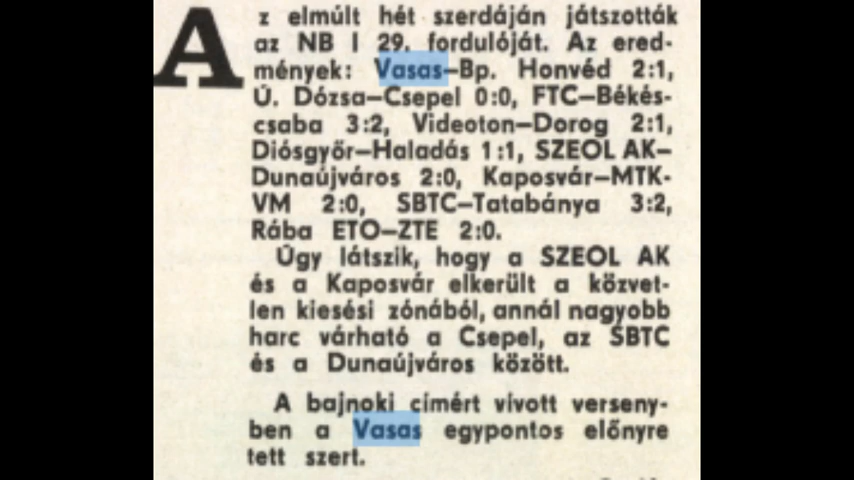 Az elmúlt hét szerdáján játszották
az NB I 29. fordulóját. Az ered-
mények: Vasas–Bp. Honvéd 2:1,
Ú. Dózsa–Csepel 0:0, FTC–Békés-
csaba 3:2, Videoton–Dorog 2:1,
Diósgyőr–Haladás 1:1, SZEOL AK–
Dunaújváros 2:0, Kaposvár–MTK-
VM 2:0, SBTC–Tatabánya 3:2,
Rába ETO–ZTE 2:0.
Úgy látszik, hogy a SZEOL AK
és a Kaposvár elkerült a közvet-
len kiesési zónából, annál nagyobb
harc várható a Csepel, az SBTC
és a Dunaújváros között.
A bajnoki címért vívott verseny-
ben a Vasas egypontos előnyre
tett szert.